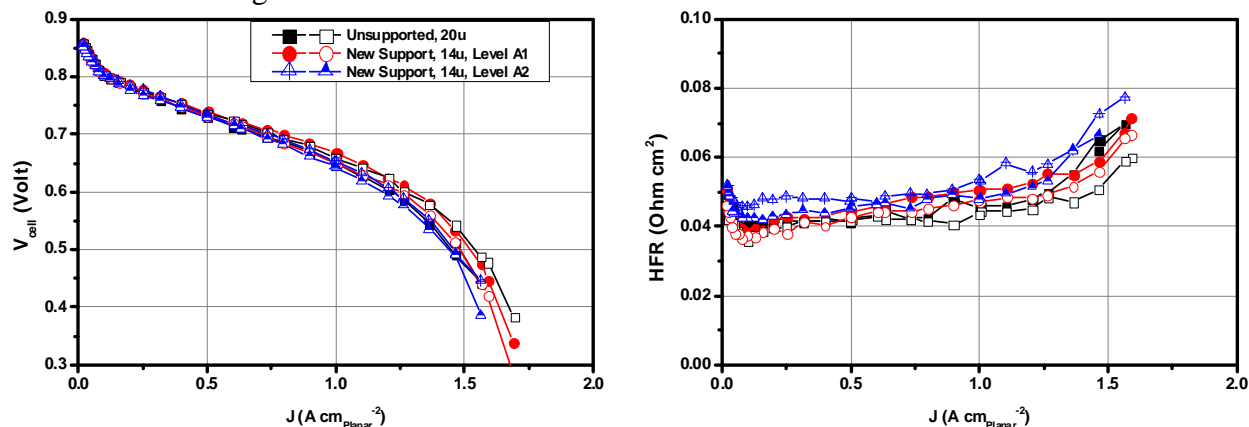 0.9
0.8
0.7
0.6
0.5
0.4
0.3
V_cell (Volt)
Unsupported, 20u
New Support, 14u, Level A1
New Support, 14u, Level A2
0.0 0.5 1.0 1.5 2.0
J (A cm_Planar^-2)
0.10
0.08
0.06
0.04
0.02
0.00
HFR (Ohm cm²)
0.0 0.5 1.0 1.5 2.0
J (A cm_Planar^-2)